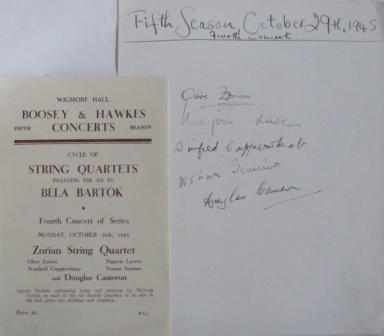 Fifth Season October 29th, 1945
Fourth Concert
Olive Zorian
Marjorie Lavers
Winifred Copperwheat
Norina Semino
Douglas Cameron
WIGMORE HALL
BOOSEY & HAWKES
FIFTH CONCERTS SEASON
CYCLE OF
STRING QUARTETS
INCLUDING THE SIX BY
BÉLA BARTÓK
Fourth Concert of Series
MONDAY, OCTOBER 29th, 1945
Zorian String Quartet
Olive Zorian Marjorie Lavers
Winifred Copperwheat Norina Semino
and Douglas Cameron